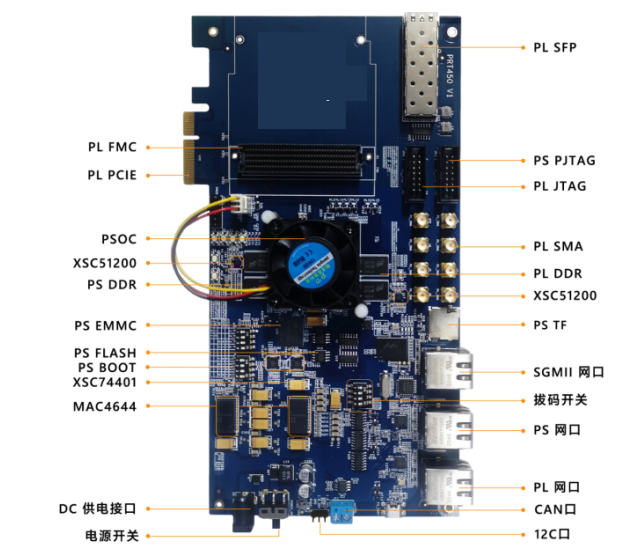 PL SFP
PRT450 V1
PL FMC
PL PCIE
PS PJTAG
PL JTAG
PSOC
XSC51200
PS DDR
PL SMA
PL DDR
XSC51200
PS EMMC
PS TF
PS FLASH
PS BOOT
XSC74401
MAC4644
SGMII 网口
拔码开关
PS 网口
PL 网口
DC 供电接口
CAN口
电源开关
12C口